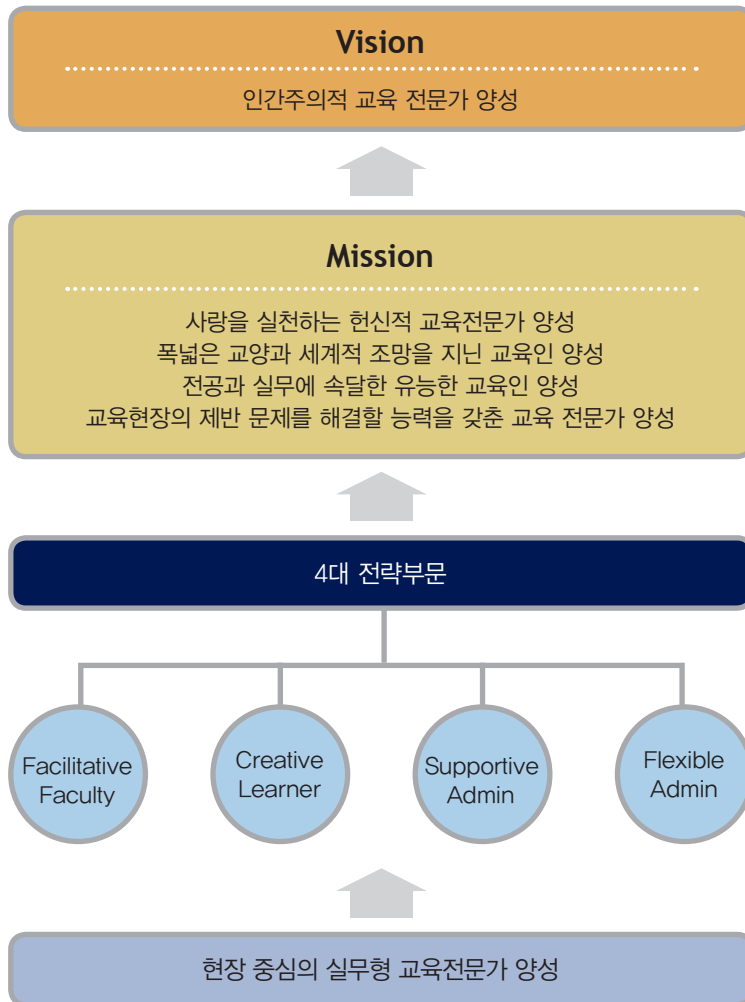 Vision
인간주의적 교육 전문가 양성
Mission
사랑을 실천하는 헌신적 교육전문가 양성
폭넓은 교양과 세계적 조망을 지닌 교육인 양성
전공과 실무에 속달한 유능한 교육인 양성
교육현장의 제반 문제를 해결할 능력을 갖춘 교육 전문가 양성
4대 전략부문
Facilitative
Faculty
Creative
Learner
Supportive
Admin
Flexible
Admin
현장 중심의 실무형 교육전문가 양성